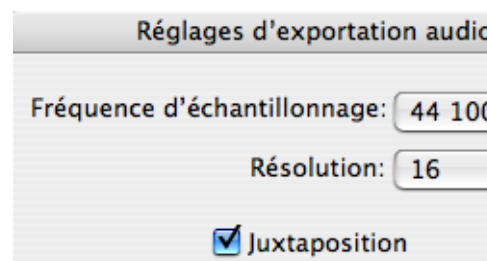 Réglages d’exportation audio
Fréquence d’échantillonnage: 44 100
Résolution: 16
Juxtaposition